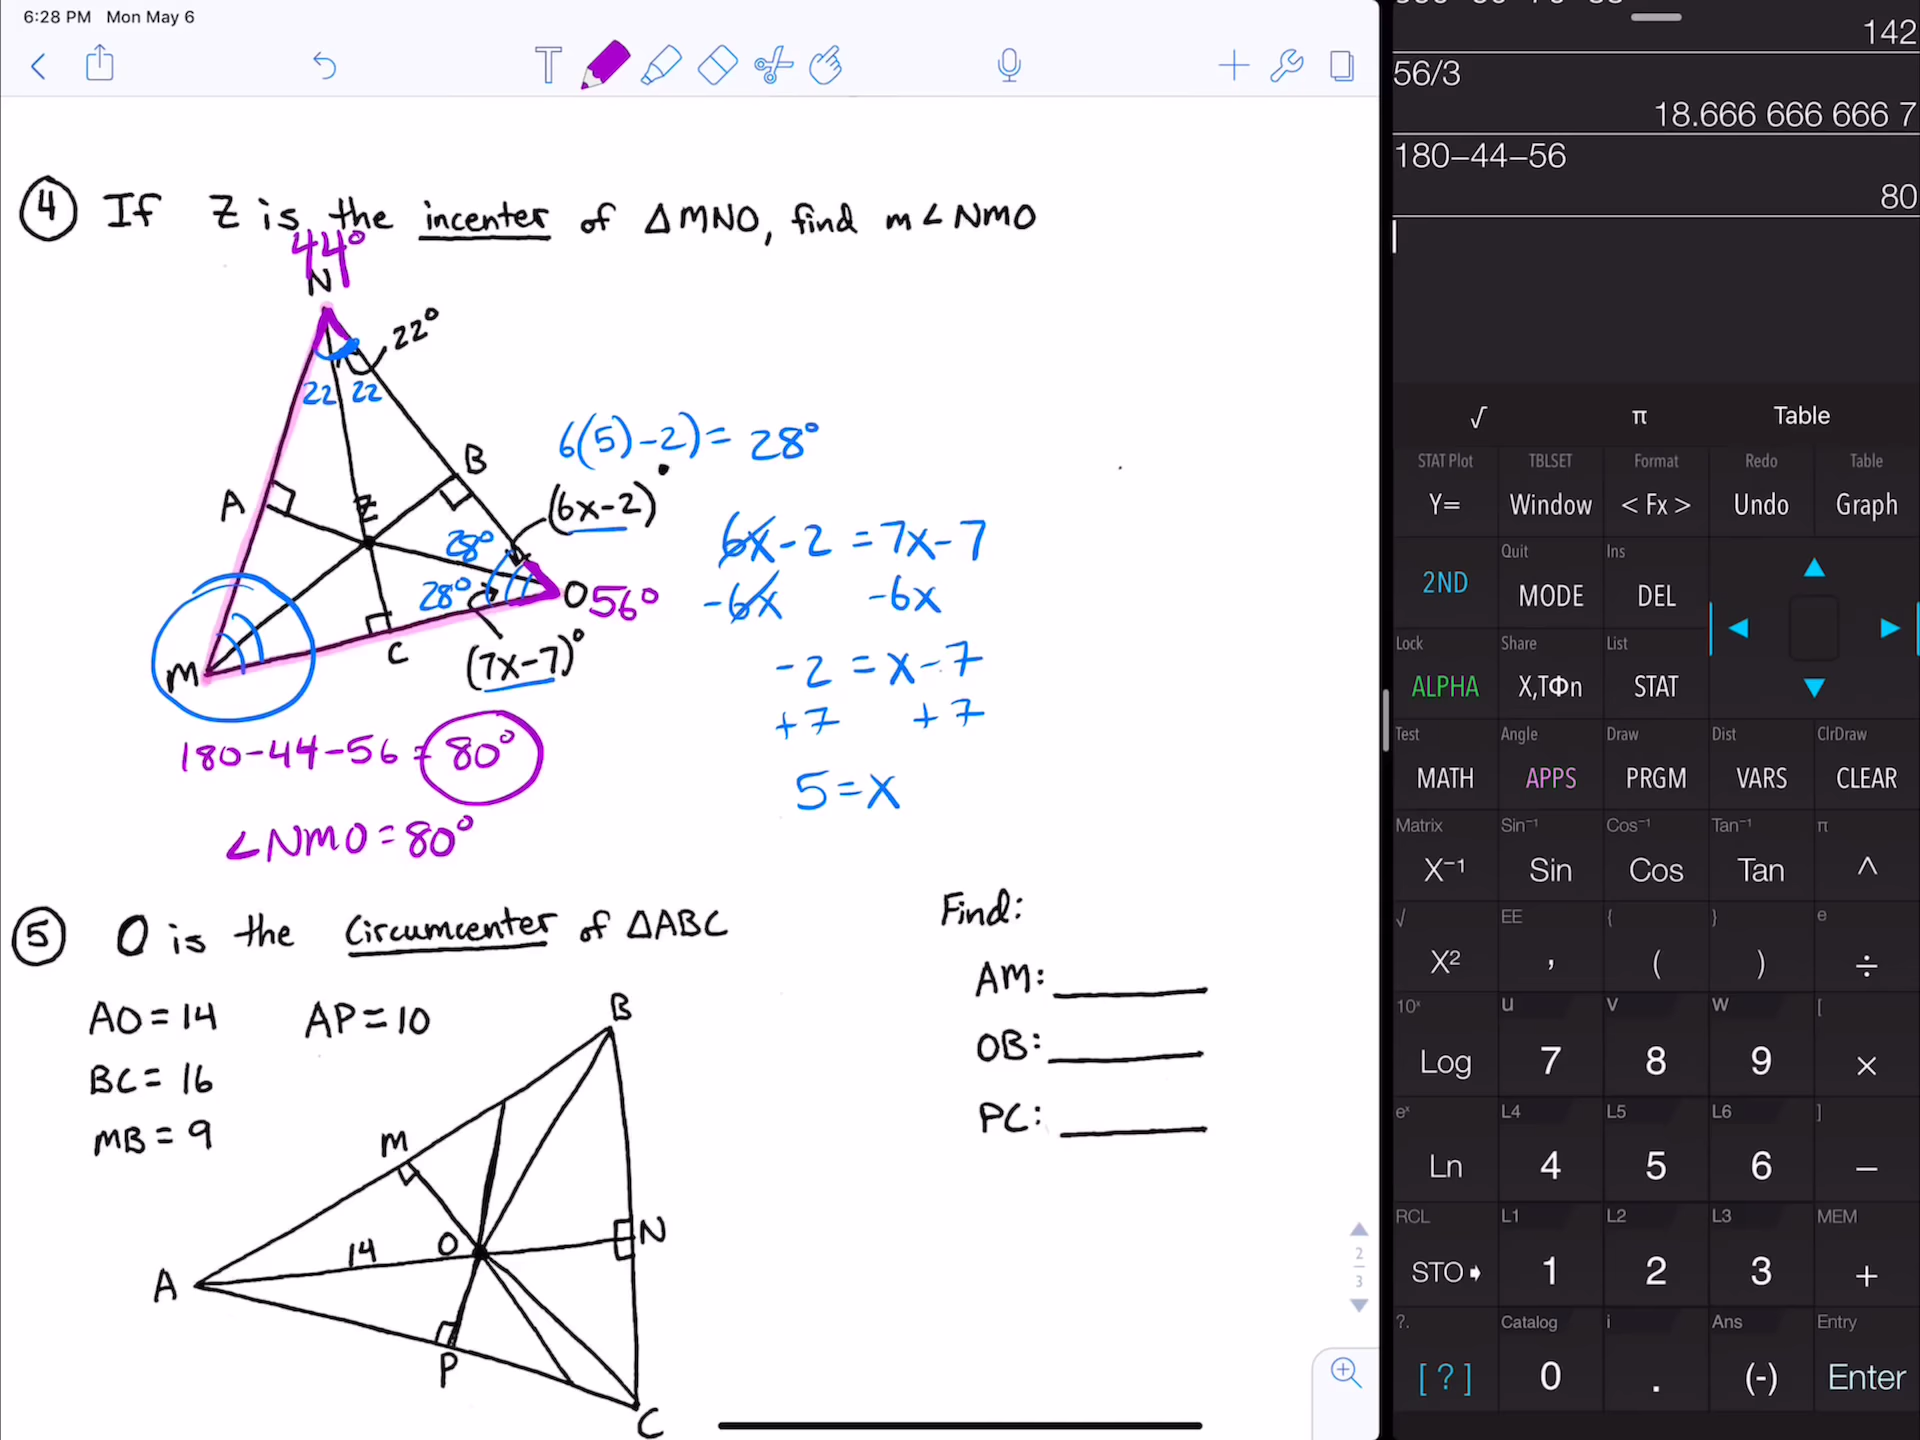 6:28 PM Mon May 6
T
④ If Z is the incenter of △MNO, find m∠NMO
44°
N
22°
22 22
A
B
Z
6(5)-2)= 28°
(6x-2)°
28°
28°
O 56°
M
C
(7x-7)°
6x-2 = 7x-7
-6x -6x
-2 = x-7
+7 +7
5=x
180-44-56 = 80°
∠NMO=80°
⑤ O is the Circumcenter of △ABC
AO=14 AP=10
BC= 16
MB=9
Find:
AM: ______
OB: ______
PC: ______
B
M
14 O
N
A
P
C
2
3
142
56/3
18.666 666 666 7
180–44–56
80
√ π Table
STAT Plot TBLSET Format Redo Table
Y= Window < Fx > Undo Graph
Quit Ins
2ND MODE DEL
Lock Share List
ALPHA X,TΦn STAT
Test Angle Draw Dist ClrDraw
MATH APPS PRGM VARS CLEAR
Matrix Sin⁻¹ Cos⁻¹ Tan⁻¹ π
X⁻¹ Sin Cos Tan ^
√ EE { } e
X² , ( ) ÷
10ˣ u v w [
Log 7 8 9 ×
eˣ L4 L5 L6 ]
Ln 4 5 6 –
RCL L1 L2 L3 MEM
STO➧ 1 2 3 +
?. Catalog i Ans Entry
[ ? ] 0 . (-) Enter